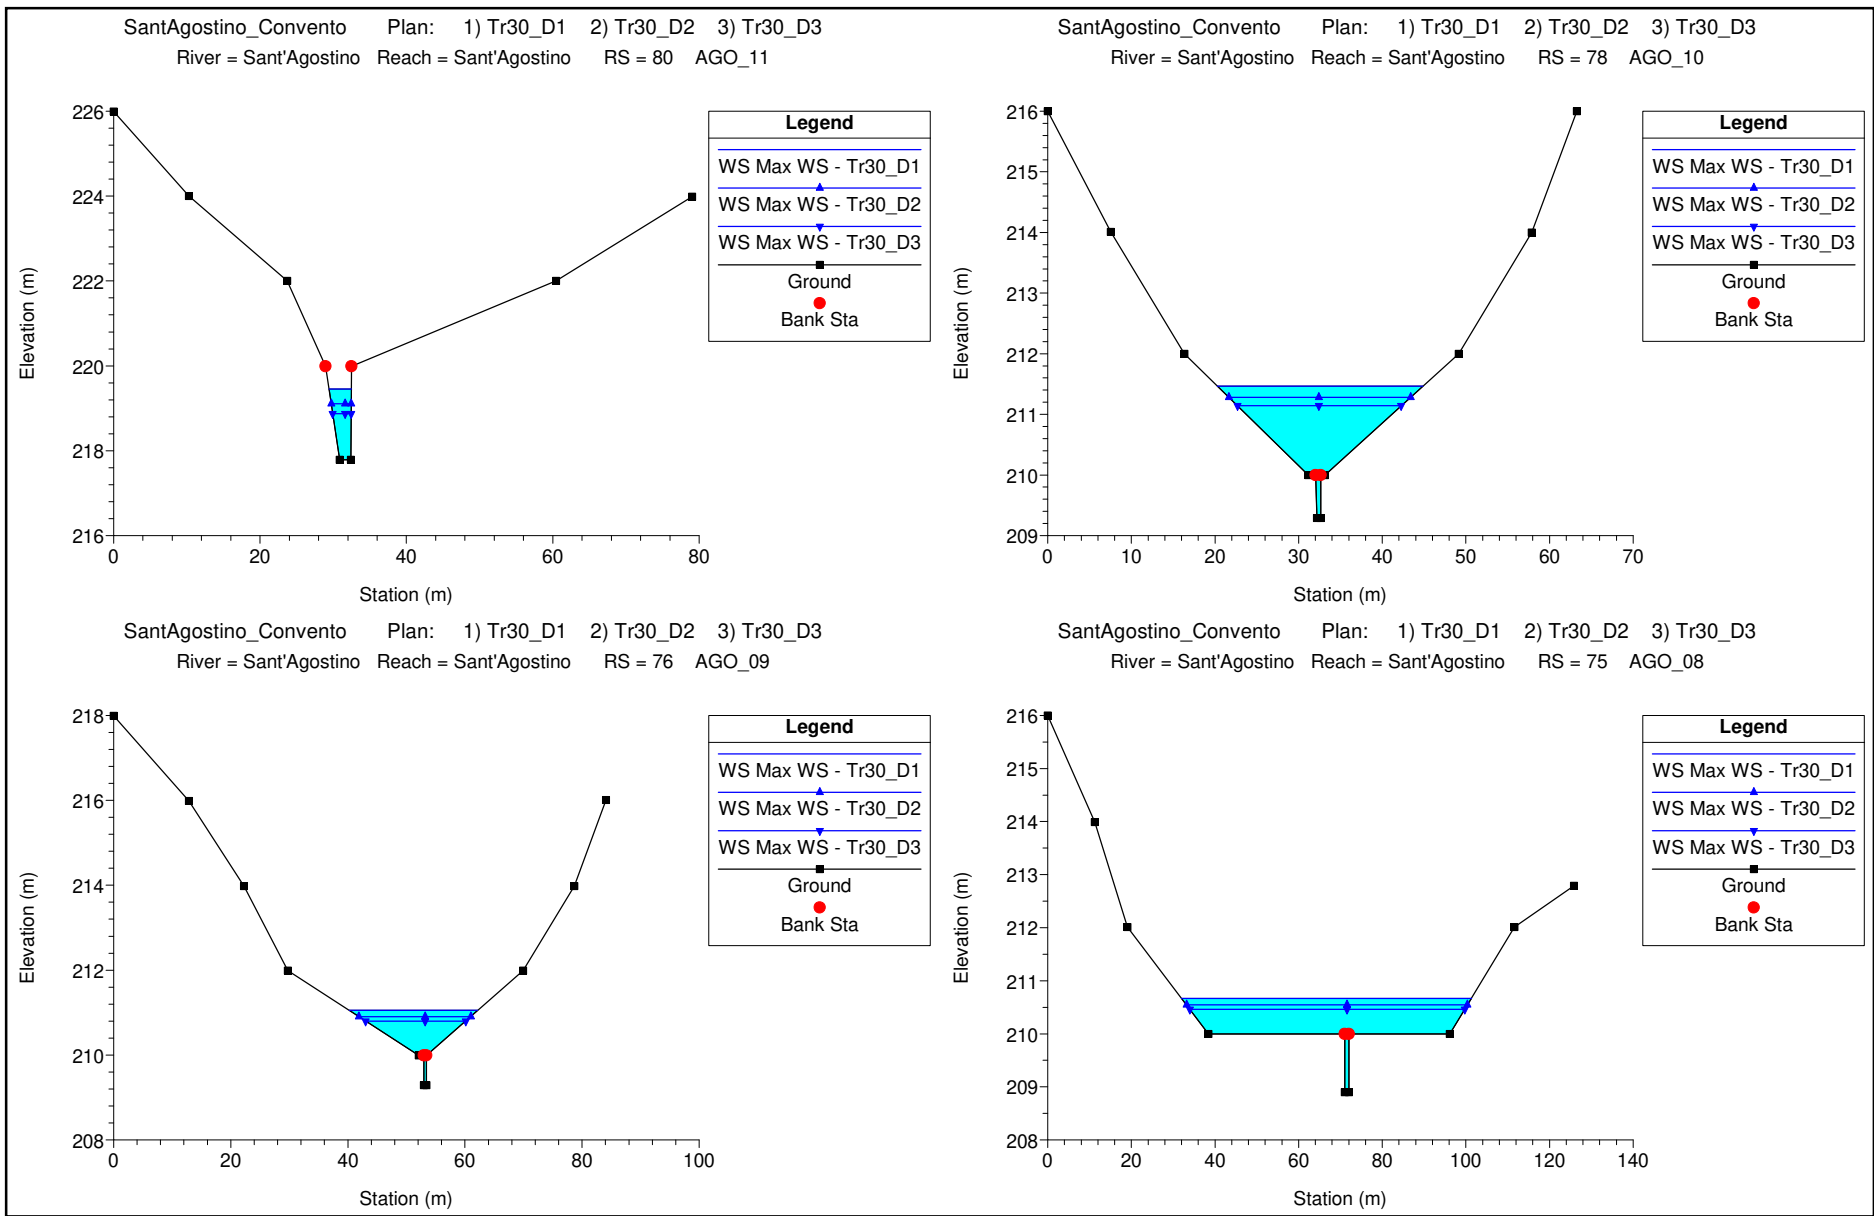 SantAgostino_Convento Plan: 1) Tr30_D1 2) Tr30_D2 3) Tr30_D3
River = Sant'Agostino Reach = Sant'Agostino RS = 80 AGO_11
226
224
222
220
218
216
Elevation (m)
0 20 40 60 80
Station (m)
Legend
WS Max WS - Tr30_D1
WS Max WS - Tr30_D2
WS Max WS - Tr30_D3
Ground
Bank Sta
SantAgostino_Convento Plan: 1) Tr30_D1 2) Tr30_D2 3) Tr30_D3
River = Sant'Agostino Reach = Sant'Agostino RS = 78 AGO_10
216
215
214
213
212
211
210
209
Elevation (m)
0 10 20 30 40 50 60 70
Station (m)
Legend
WS Max WS - Tr30_D1
WS Max WS - Tr30_D2
WS Max WS - Tr30_D3
Ground
Bank Sta
SantAgostino_Convento Plan: 1) Tr30_D1 2) Tr30_D2 3) Tr30_D3
River = Sant'Agostino Reach = Sant'Agostino RS = 76 AGO_09
218
216
214
212
210
208
Elevation (m)
0 20 40 60 80 100
Station (m)
Legend
WS Max WS - Tr30_D1
WS Max WS - Tr30_D2
WS Max WS - Tr30_D3
Ground
Bank Sta
SantAgostino_Convento Plan: 1) Tr30_D1 2) Tr30_D2 3) Tr30_D3
River = Sant'Agostino Reach = Sant'Agostino RS = 75 AGO_08
216
215
214
213
212
211
210
209
208
Elevation (m)
0 20 40 60 80 100 120 140
Station (m)
Legend
WS Max WS - Tr30_D1
WS Max WS - Tr30_D2
WS Max WS - Tr30_D3
Ground
Bank Sta